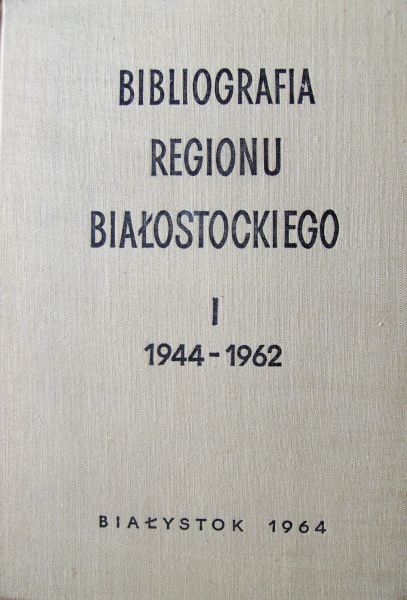 BIBLIOGRAFIA
REGIONU
BIAŁOSTOCKIEGO
I
1944-1962
BIAŁYSTOK 1964